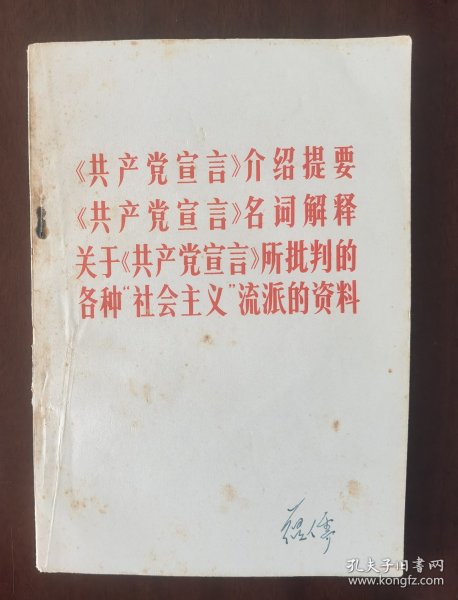 《共产党宣言》介绍提要
《共产党宣言》名词解释
关于《共产党宣言》所批判的
各种“社会主义”流派的资料
孔夫子旧书网
www.kongfz.com